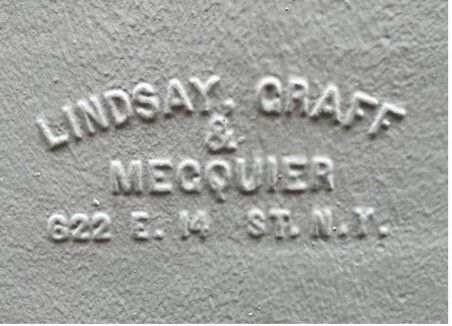 LINDSAY, GRAFF
&
MECQUIER
622 E. 14 ST. N.Y.